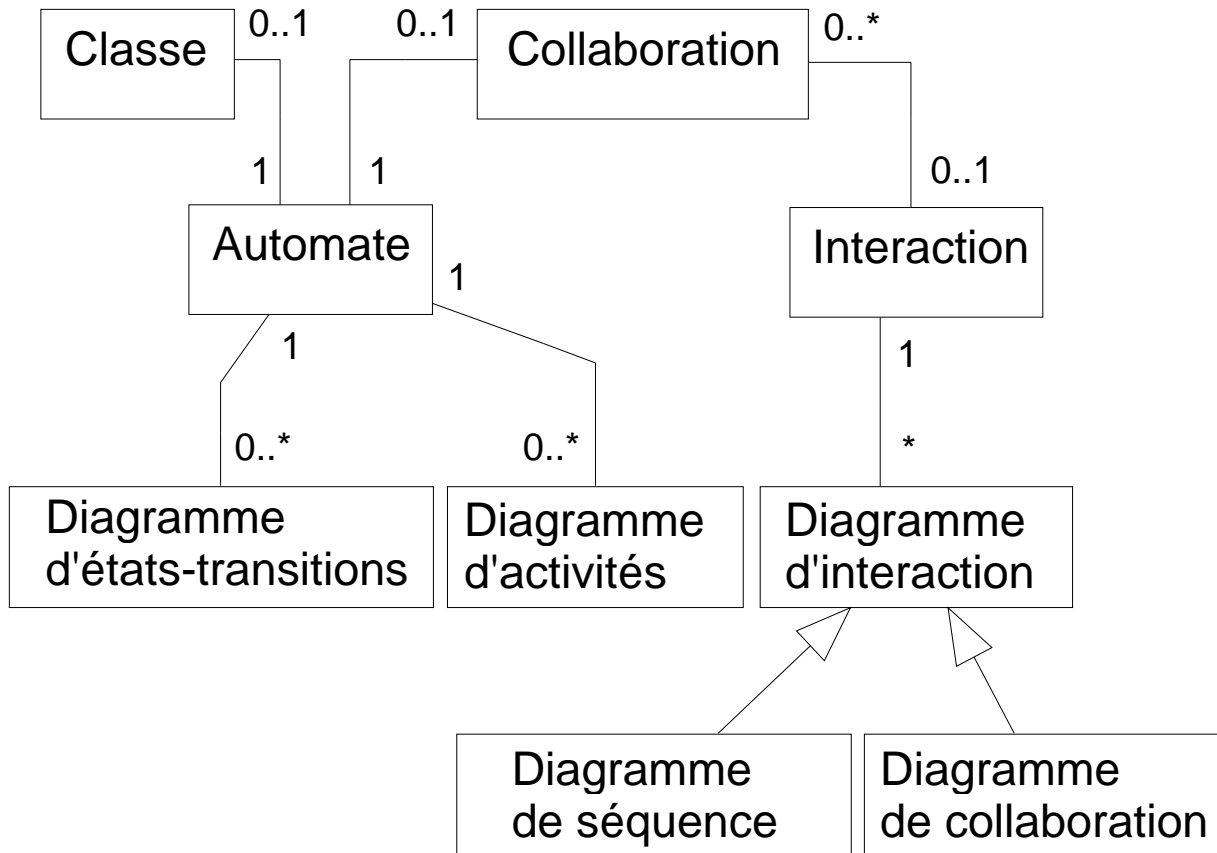 Classe
0..1
0..1
Collaboration
0..*
1
1
0..1
Automate
1
Interaction
1
1
0..*
0..*
*
Diagramme
d'états-transitions
Diagramme
d'activités
Diagramme
d'interaction
Diagramme
de séquence
Diagramme
de collaboration